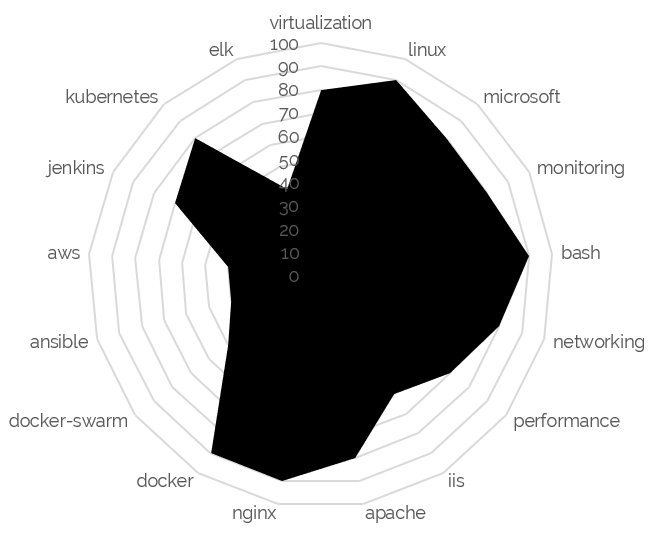 virtualization
linux
microsoft
monitoring
bash
networking
performance
iis
apache
nginx
docker
docker-swarm
ansible
aws
jenkins
kubernetes
elk
100
90
80
70
60
50
40
30
20
10
0